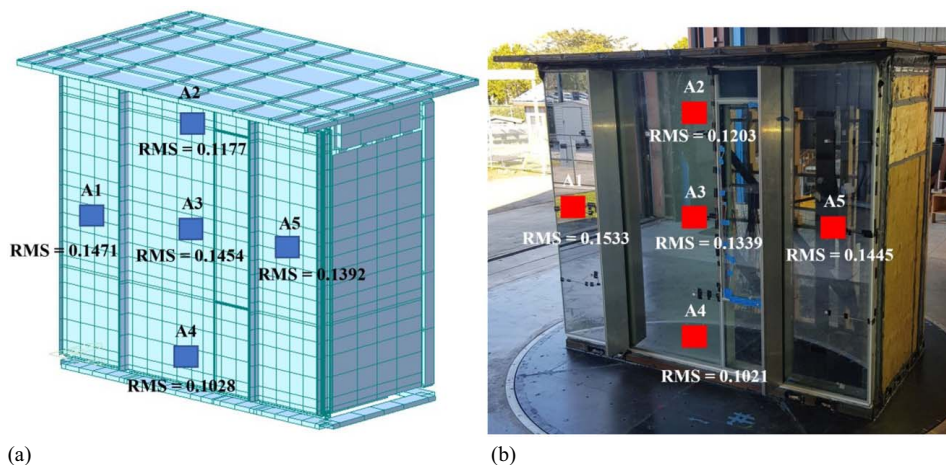 A2
RMS = 0.1177
A1
RMS = 0.1471
A3
RMS = 0.1454
A5
RMS = 0.1392
A4
RMS = 0.1028
(a)
A2
RMS = 0.1203
A1
RMS = 0.1533
A3
RMS = 0.1339
A5
RMS = 0.1445
A4
RMS = 0.1021
(b)